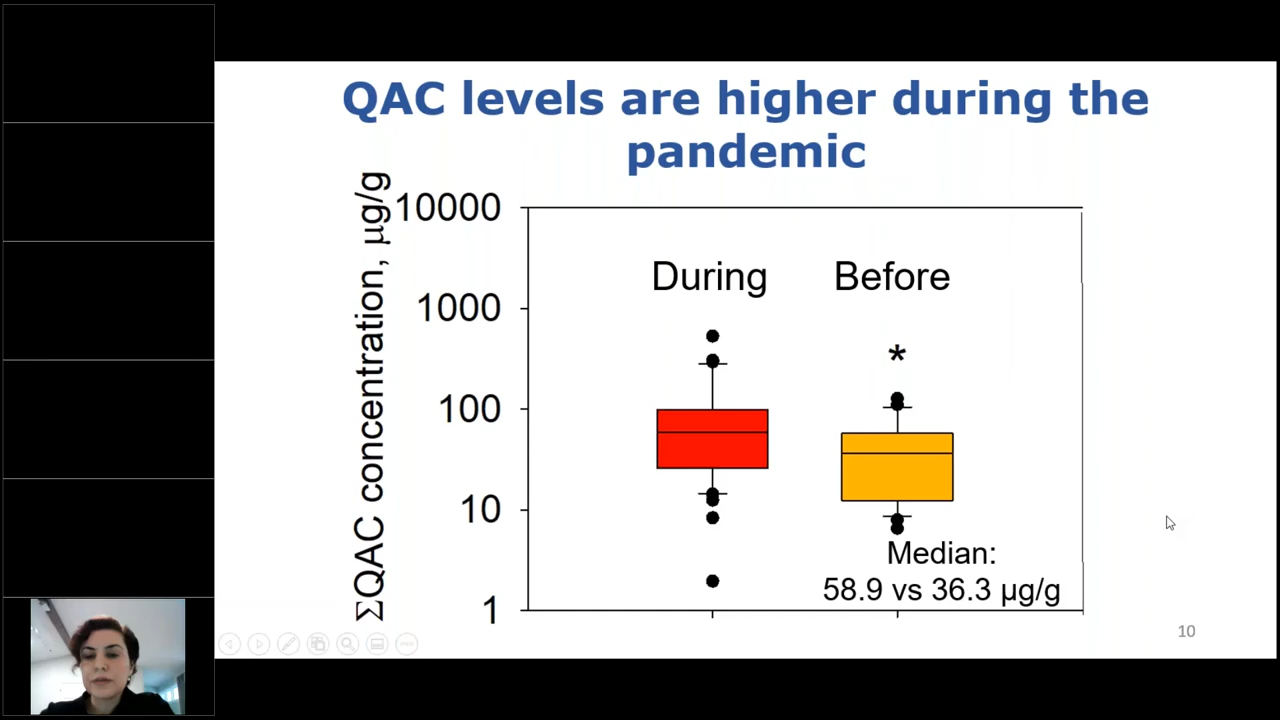 QAC levels are higher during the
pandemic
ΣQAC concentration, µg/g
10000
1000
100
10
1
During
Before
*
Median:
58.9 vs 36.3 µg/g
10